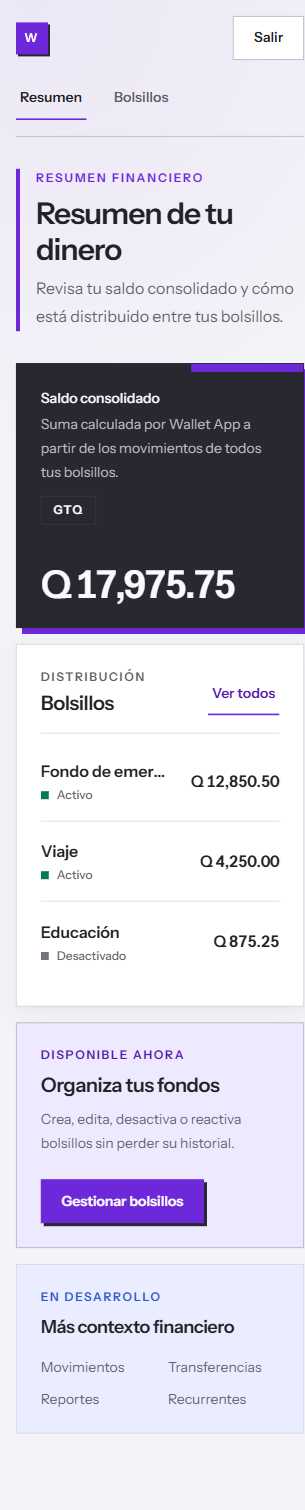 W
Salir
Resumen
Bolsillos
RESUMEN FINANCIERO
Resumen de tu
dinero
Revisa tu saldo consolidado y cómo
está distribuido entre tus bolsillos.
Saldo consolidado
Suma calculada por Wallet App a
partir de los movimientos de todos
tus bolsillos.
GTQ
Q 17,975.75
DISTRIBUCIÓN
Bolsillos
Ver todos
Fondo de emer...
Q 12,850.50
Activo
Viaje
Q 4,250.00
Activo
Educación
Q 875.25
Desactivado
DISPONIBLE AHORA
Organiza tus fondos
Crea, edita, desactiva o reactiva
bolsillos sin perder su historial.
Gestionar bolsillos
EN DESARROLLO
Más contexto financiero
Movimientos
Transferencias
Reportes
Recurrentes